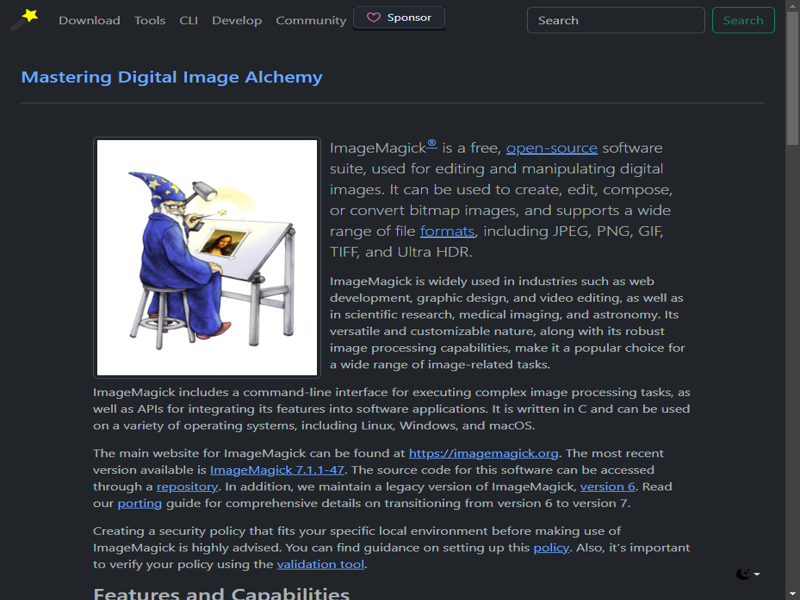 Download Tools CLI Develop Community Sponsor Search Search
Mastering Digital Image Alchemy
ImageMagick® is a free, open-source software
suite, used for editing and manipulating digital
images. It can be used to create, edit, compose,
or convert bitmap images, and supports a wide
range of file formats, including JPEG, PNG, GIF,
TIFF, and Ultra HDR.
ImageMagick is widely used in industries such as web
development, graphic design, and video editing, as well as
in scientific research, medical imaging, and astronomy. Its
versatile and customizable nature, along with its robust
image processing capabilities, make it a popular choice for
a wide range of image-related tasks.
ImageMagick includes a command-line interface for executing complex image processing tasks, as
well as APIs for integrating its features into software applications. It is written in C and can be used
on a variety of operating systems, including Linux, Windows, and macOS.
The main website for ImageMagick can be found at https://imagemagick.org. The most recent
version available is ImageMagick 7.1.1-47. The source code for this software can be accessed
through a repository. In addition, we maintain a legacy version of ImageMagick, version 6. Read
our porting guide for comprehensive details on transitioning from version 6 to version 7.
Creating a security policy that fits your specific local environment before making use of
ImageMagick is highly advised. You can find guidance on setting up this policy. Also, it's important
to verify your policy using the validation tool.
Features and Capabilities